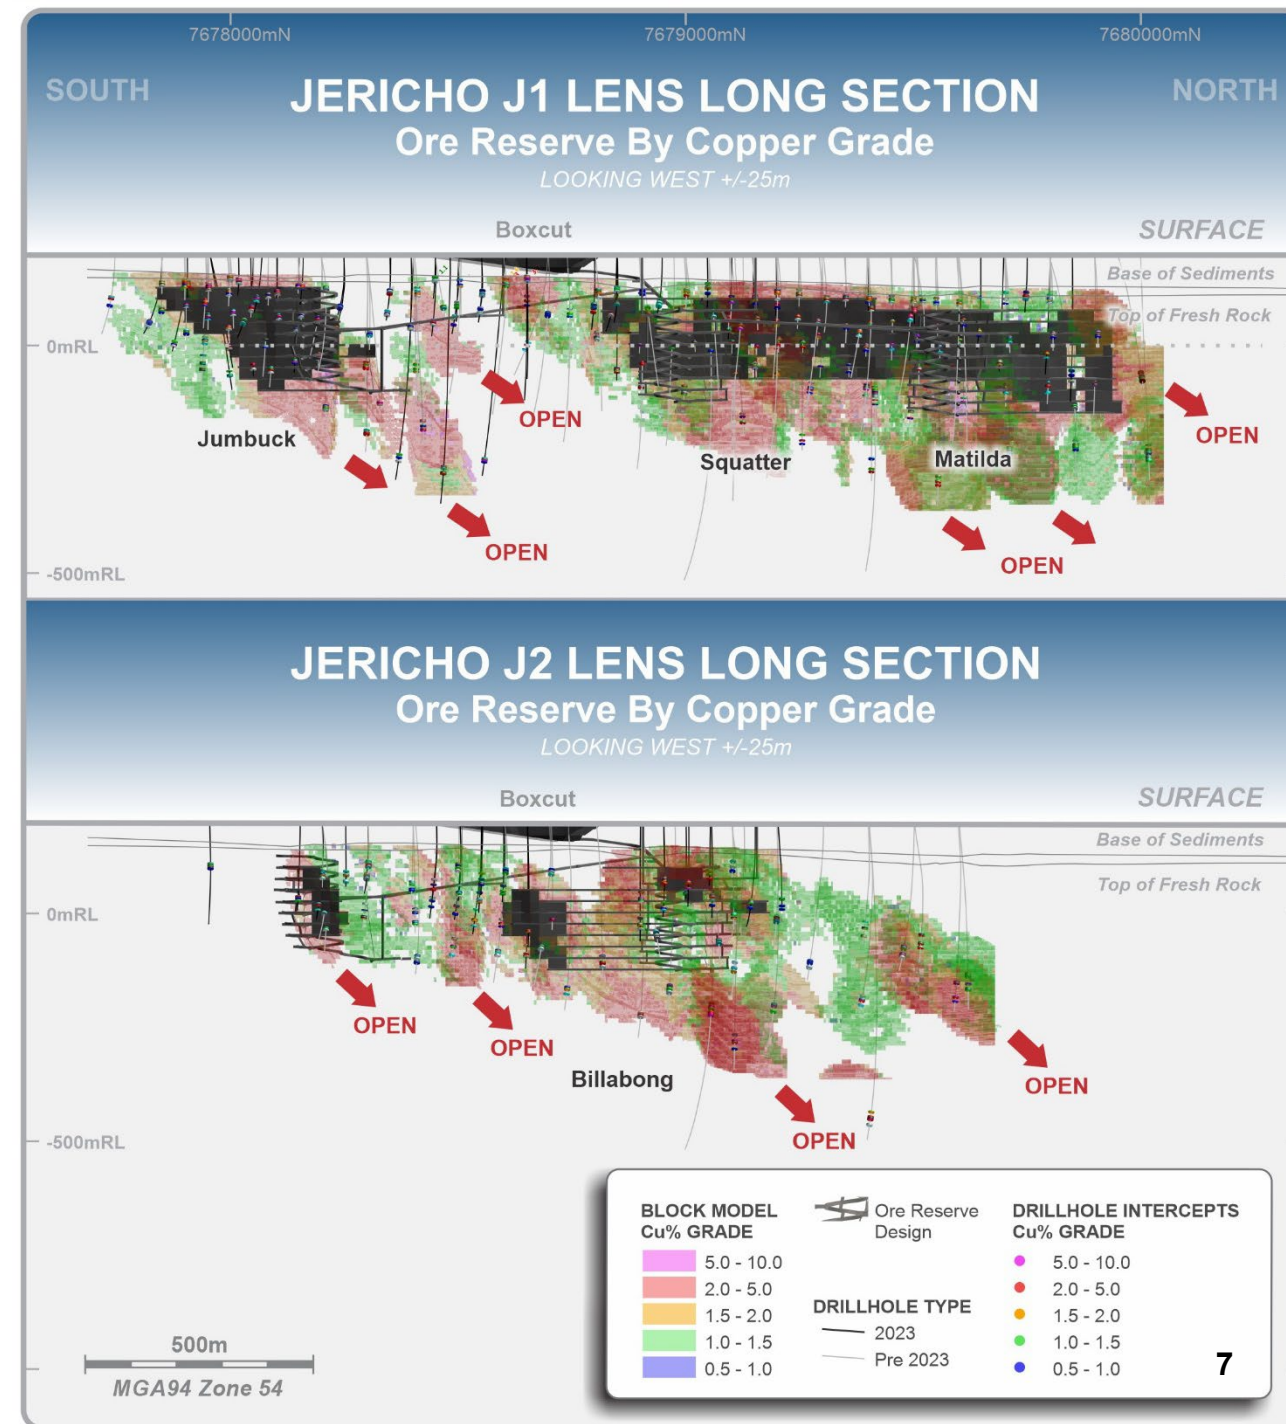 7678000mN 7679000mN 7680000mN
SOUTH NORTH
JERICHO J1 LENS LONG SECTION
Ore Reserve By Copper Grade
LOOKING WEST +/-25m
Boxcut SURFACE
Base of Sediments
Top of Fresh Rock
0mRL
OPEN
OPEN
Jumbuck
Squatter
Matilda
OPEN
OPEN
-500mRL
JERICHO J2 LENS LONG SECTION
Ore Reserve By Copper Grade
LOOKING WEST +/-25m
Boxcut SURFACE
Base of Sediments
Top of Fresh Rock
0mRL
OPEN
OPEN
Billabong
OPEN
OPEN
-500mRL
BLOCK MODEL
Cu% GRADE
5.0 - 10.0
2.0 - 5.0
1.5 - 2.0
1.0 - 1.5
0.5 - 1.0
Ore Reserve
Design
DRILLHOLE TYPE
2023
Pre 2023
DRILLHOLE INTERCEPTS
Cu% GRADE
5.0 - 10.0
2.0 - 5.0
1.5 - 2.0
1.0 - 1.5
0.5 - 1.0
7
500m
MGA94 Zone 54